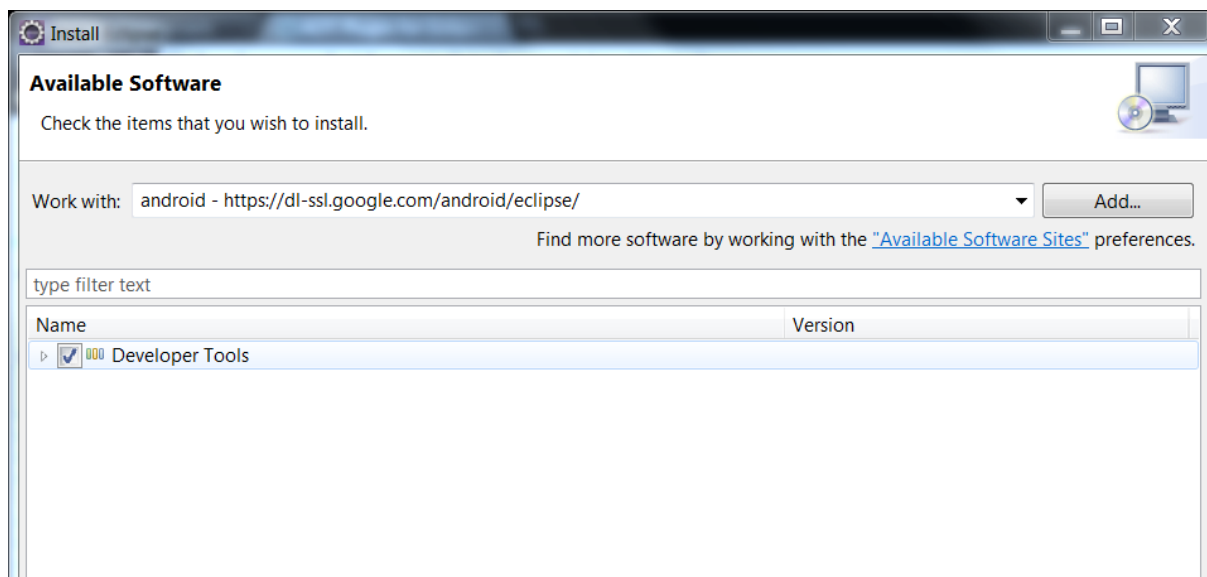 Install
Available Software
Check the items that you wish to install.
Work with: android - https://dl-ssl.google.com/android/eclipse/ Add...
Find more software by working with the "Available Software Sites" preferences.
type filter text
Name Version
Developer Tools